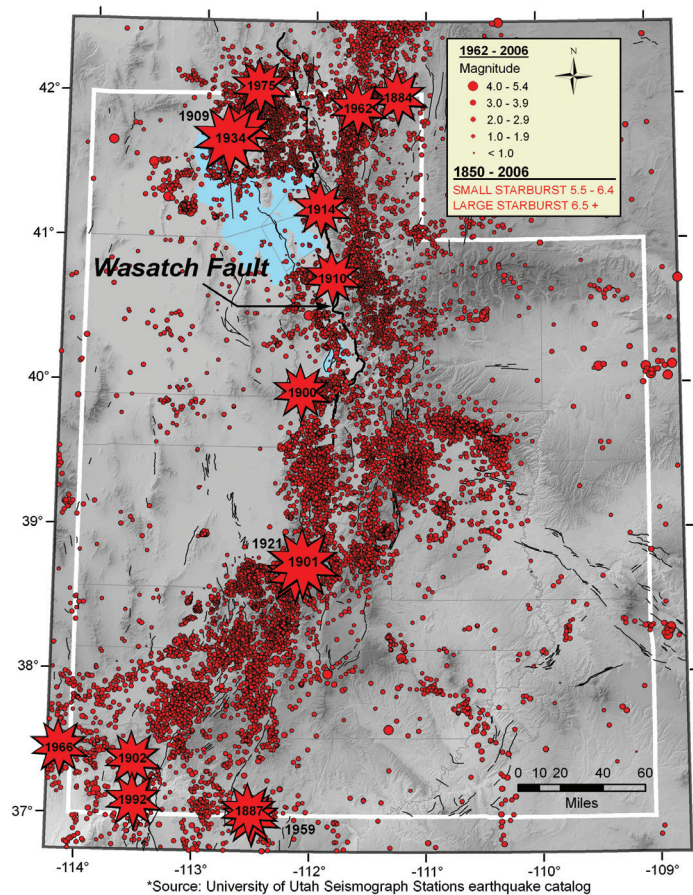 1962 - 2006
Magnitude
4.0 - 5.4
3.0 - 3.9
2.0 - 2.9
1.0 - 1.9
< 1.0
1850 - 2006
SMALL STARBURST 5.5 - 6.4
LARGE STARBURST 6.5 +
N
42°
41°
40°
39°
38°
37°
1975
1962
1884
1909
1934
1914
Wasatch Fault
1910
1900
1921
1901
1966
1902
1992
1887
1959
0 10 20 40 60
Miles
-114° -113° -112° -111° -110° -109°
*Source: University of Utah Seismograph Stations earthquake catalog